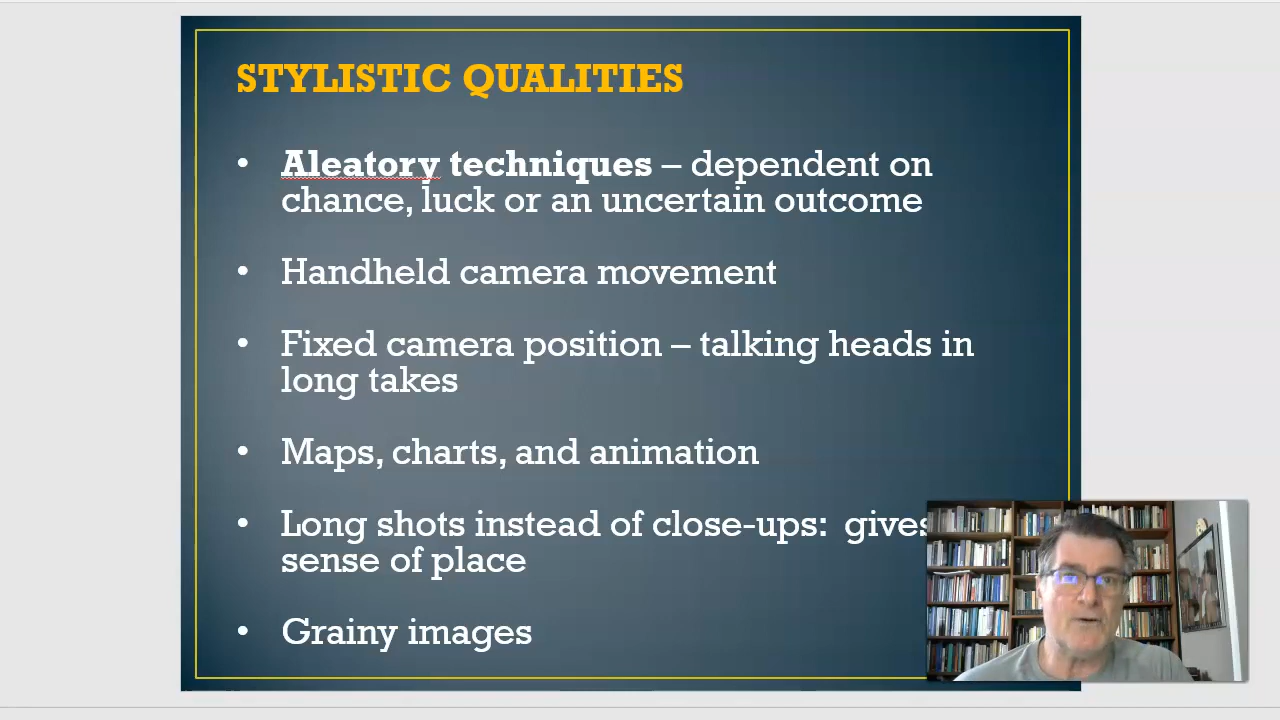 STYLISTIC QUALITIES
• Aleatory techniques – dependent on
chance, luck or an uncertain outcome
• Handheld camera movement
• Fixed camera position – talking heads in
long takes
• Maps, charts, and animation
• Long shots instead of close-ups:  gives
sense of place
• Grainy images